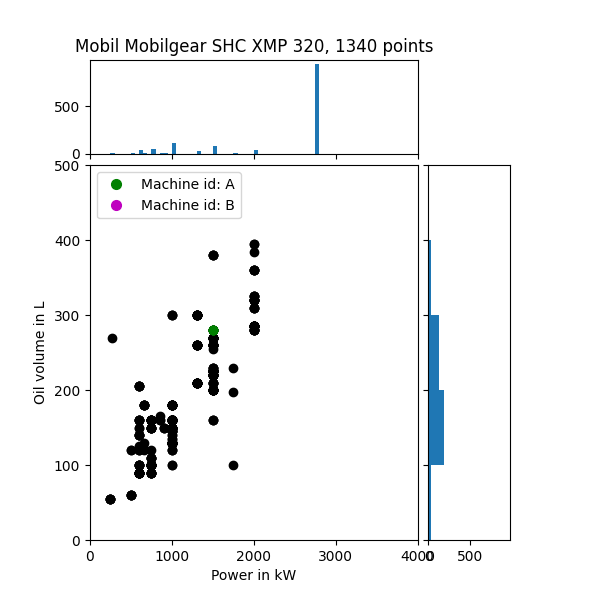 Mobil Mobilgear SHC XMP 320, 1340 points
500
0
500
Machine id: A
Machine id: B
400
300
Oil volume in L
200
100
0
0 1000 2000 3000 4000 0 500
Power in kW